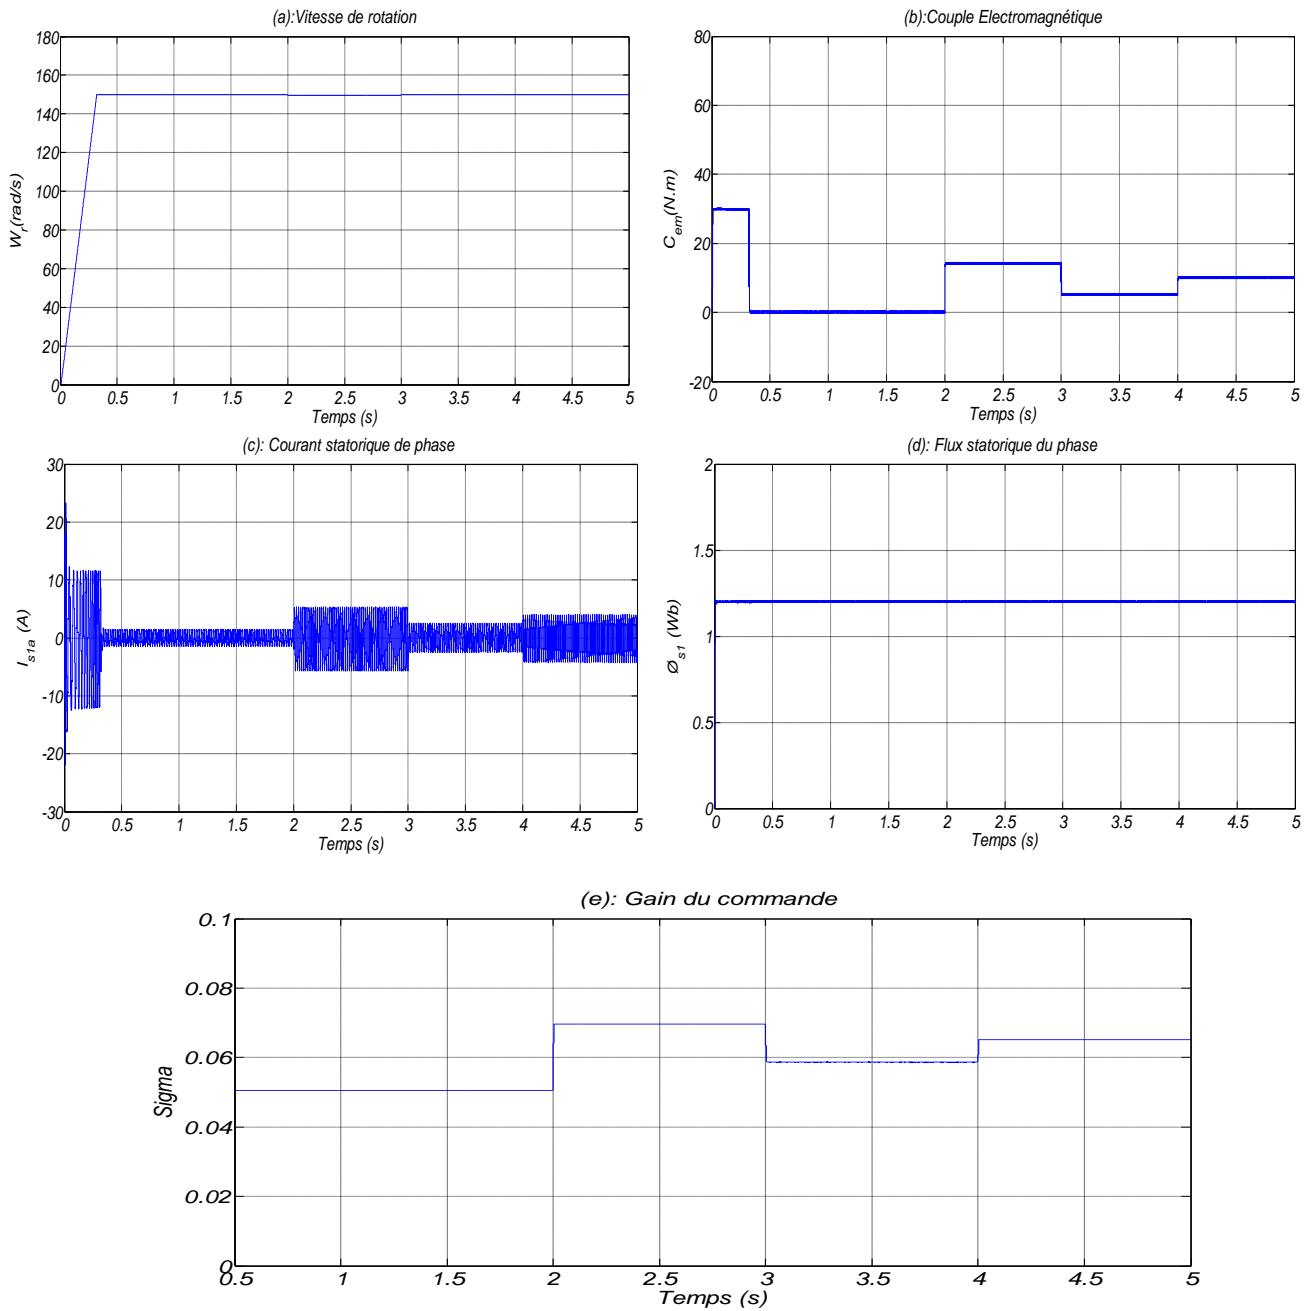 (a):Vitesse de rotation
180
160
140
120
100
80
60
40
20
0
W_r(rad/s)
0 0.5 1 1.5 2 2.5 3 3.5 4 4.5 5
Temps (s)
(b):Couple Electromagnétique
80
60
40
20
0
-20
C_em(N.m)
0 0.5 1 1.5 2 2.5 3 3.5 4 4.5 5
Temps (s)
(c): Courant statorique de phase
30
20
10
0
-10
-20
-30
I_s1a (A)
0 0.5 1 1.5 2 2.5 3 3.5 4 4.5 5
Temps (s)
(d): Flux statorique du phase
2
1.5
1
0.5
0
Ø_s1 (Wb)
0 0.5 1 1.5 2 2.5 3 3.5 4 4.5 5
Temps (s)
(e): Gain du commande
0.1
0.08
0.06
0.04
0.02
0
Sigma
0.5 1 2 2.5 3 3.5 4 4.5 5
Temps (s)